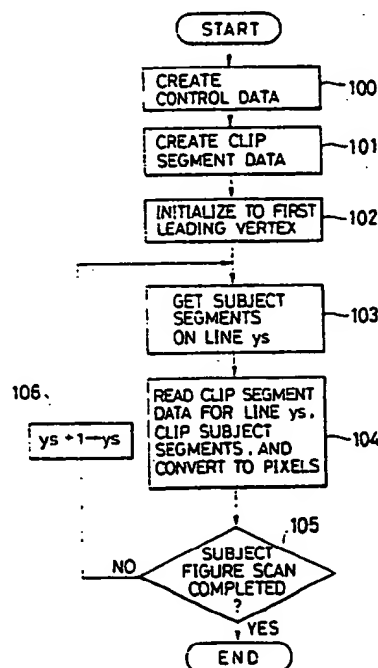 START
CREATE
CONTROL DATA
100
CREATE CLIP
SEGMENT DATA
101
INITIALIZE TO FIRST
LEADING VERTEX
102
GET SUBJECT
SEGMENTS
ON LINE ys
103
READ CLIP SEGMENT
DATA FOR LINE ys,
CLIP SUBJECT
SEGMENTS, AND
CONVERT TO PIXELS
104
106
ys + 1→ys
105
SUBJECT
FIGURE SCAN
COMPLETED
?
NO
YES
END